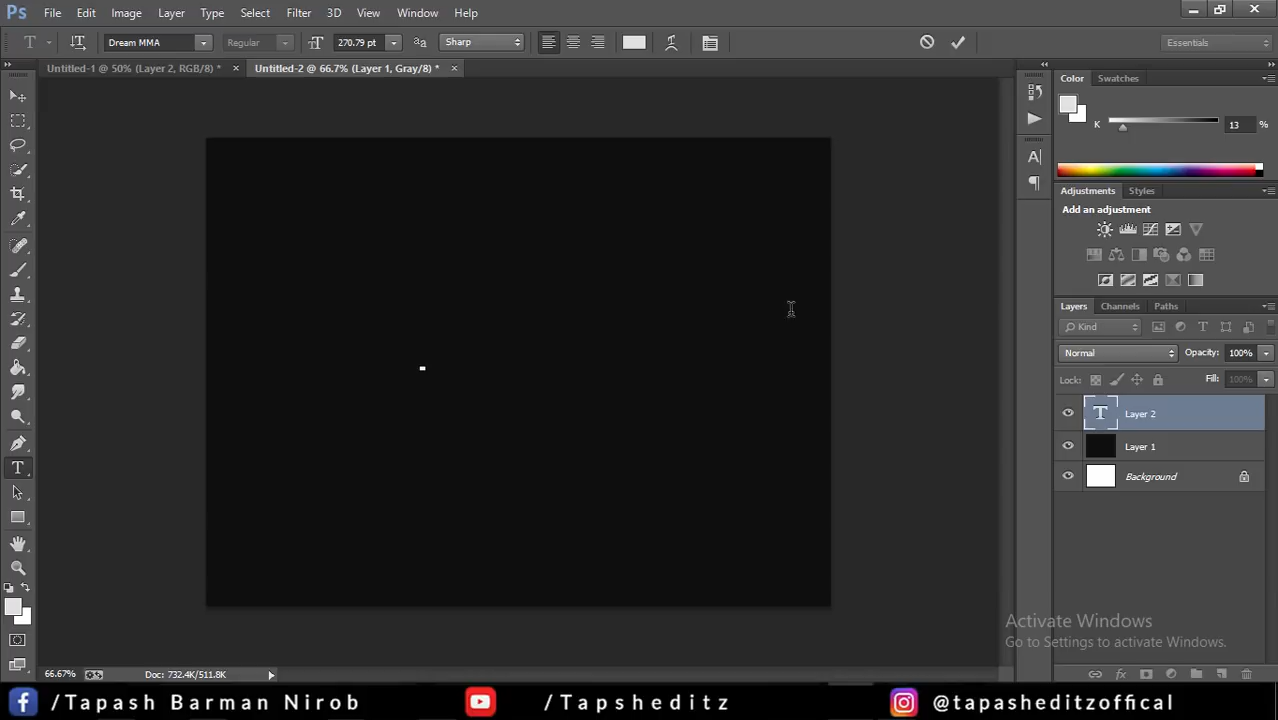 Ps File Edit Image Layer Type Select Filter 3D View Window Help
T Dream MMA Regular 270.79 pt aa Sharp Essentials
Untitled-1 @ 50% (Layer 2, RGB/8) * × Untitled-2 @ 66.7% (Layer 1, Gray/8) * ×
Color Swatches
K 13 %
Adjustments Styles
Add an adjustment
Layers Channels Paths
Kind
Normal Opacity: 100%
Lock: Fill: 100%
T Layer 2
Layer 1
Background
Activate Windows
Go to Settings to activate Windows.
66.67% Doc: 732.4K/511.8K
/Tapash Barman Nirob /Tapsheditz @tapasheditzoffical